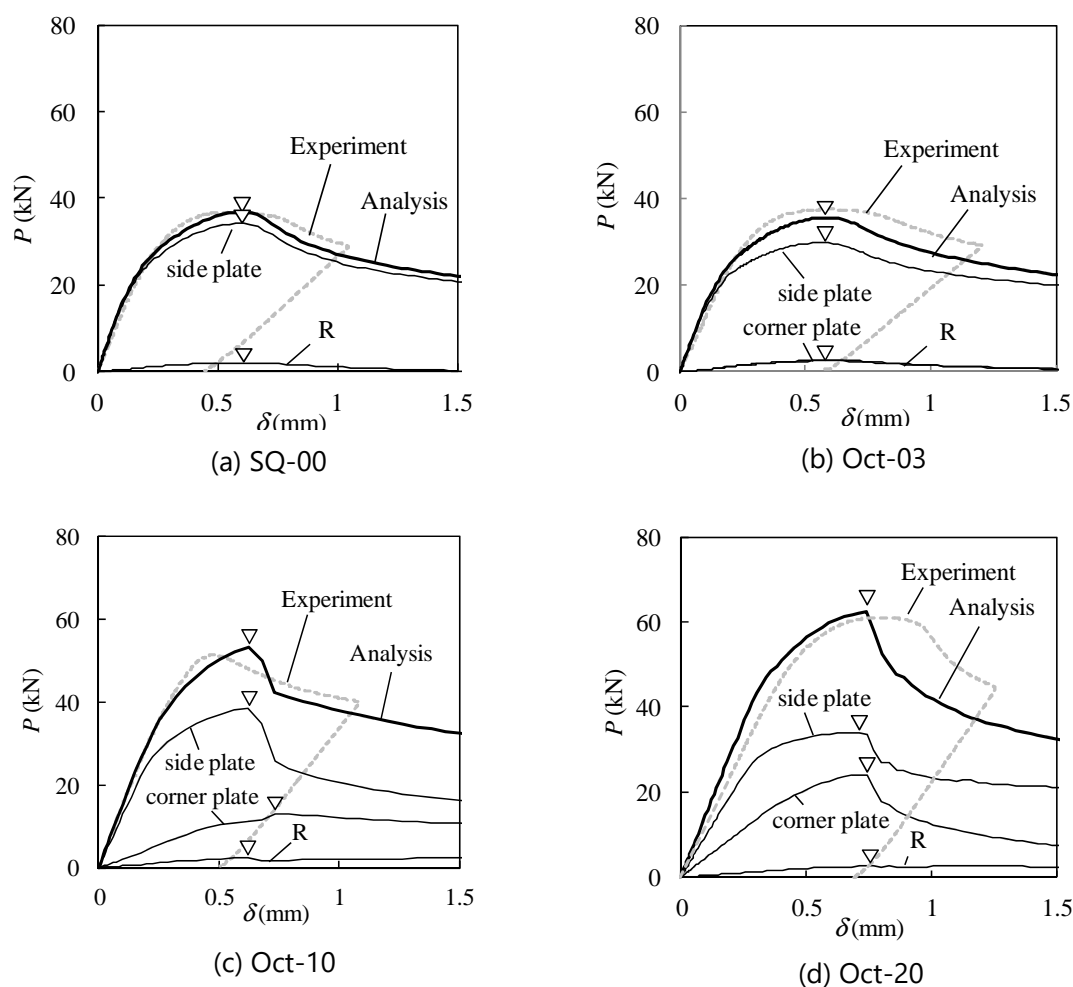 80
60
40
20
0
P (kN)
Experiment
Analysis
side plate
R
0 0.5 1 1.5
δ(mm)
(a) SQ-00
80
60
40
20
0
P (kN)
Experiment
Analysis
side plate
corner plate
R
0 0.5 1 1.5
δ(mm)
(b) Oct-03
80
60
40
20
0
P (kN)
Experiment
Analysis
side plate
corner plate
R
0 0.5 1 1.5
δ(mm)
(c) Oct-10
80
60
40
20
0
P (kN)
Experiment
Analysis
side plate
corner plate
R
0 0.5 1 1.5
δ(mm)
(d) Oct-20